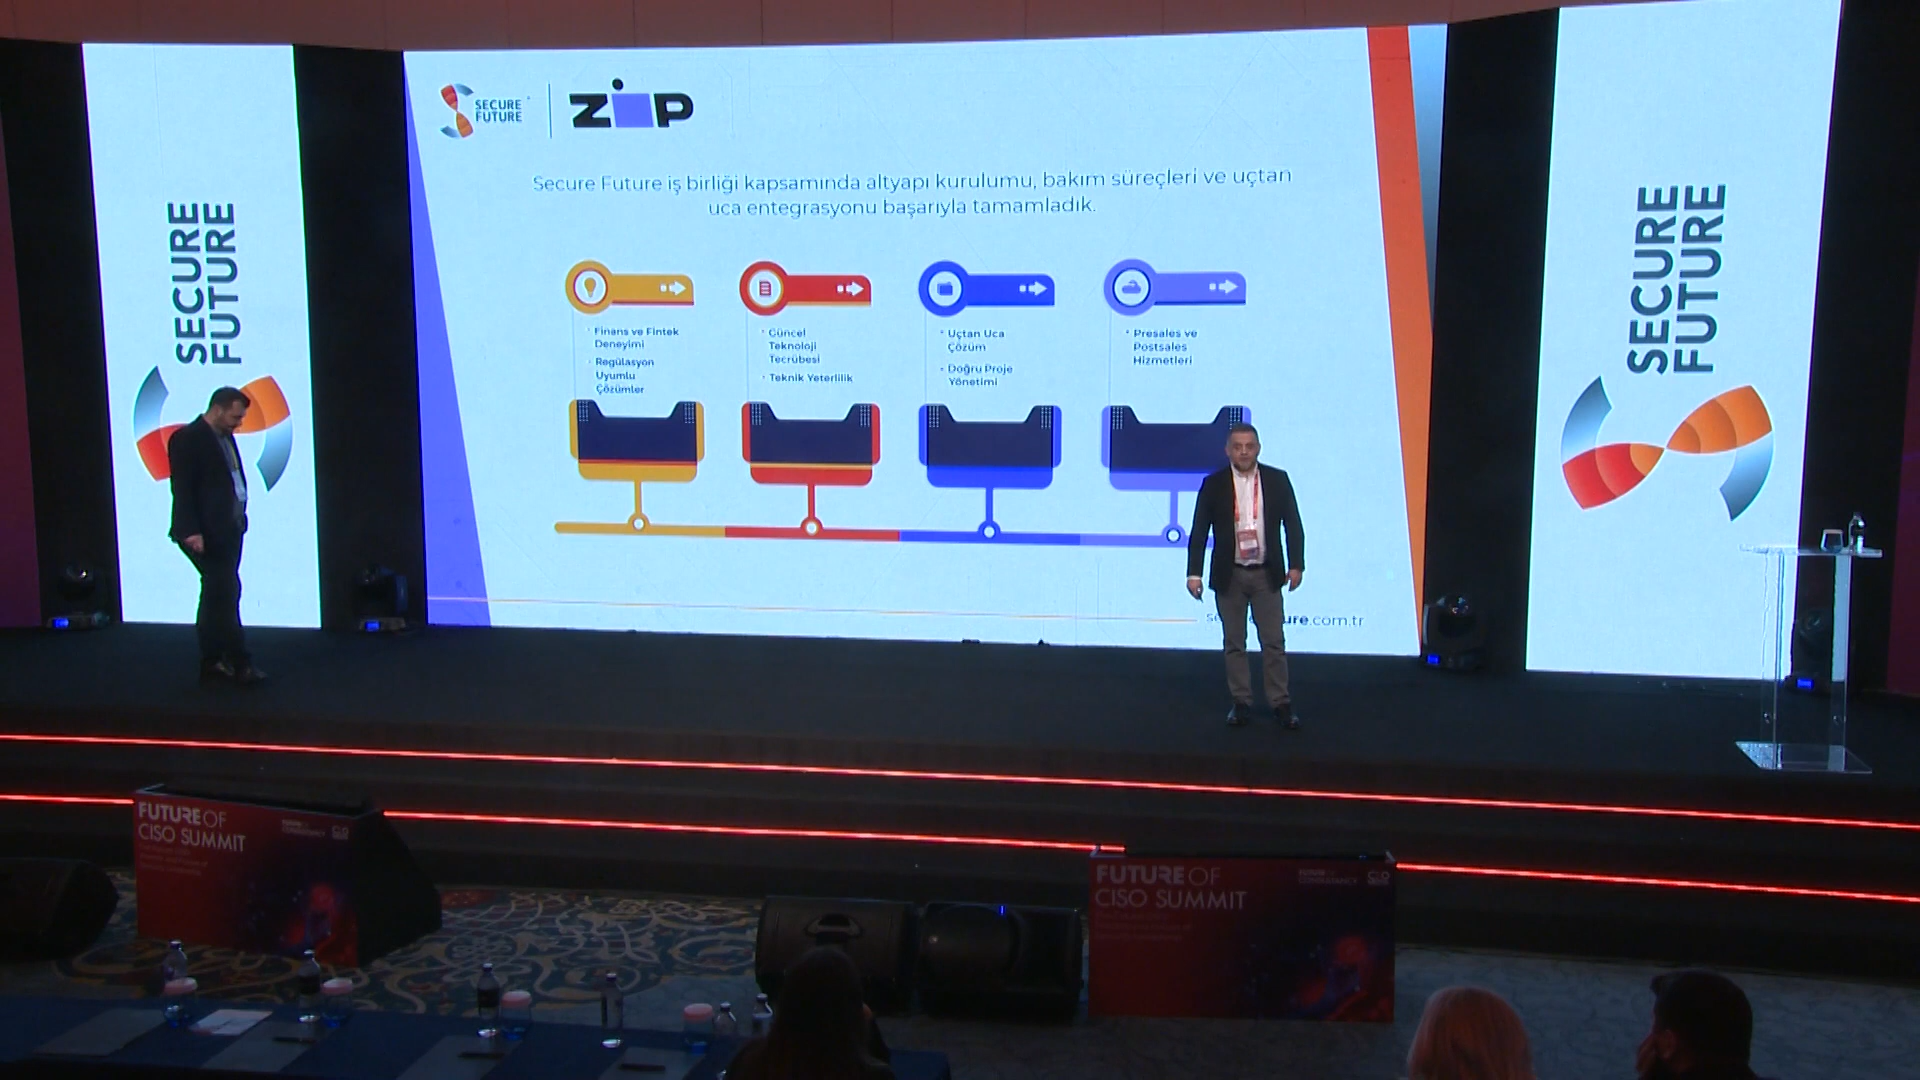 SECURE
FUTURE
SECURE
FUTURE
ZIP
Secure Future iş birliği kapsamında altyapı kurulumu, bakım süreçleri ve uçtan
uca entegrasyonu başarıyla tamamladık.
Finans ve Fintek
Deneyimi
Regülasyon
Uyumlu
Çözümler
Güncel
Teknoloji
Tecrübesi
Teknik Yeterlilik
Uçtan Uca
Çözüm
Doğru Proje
Yönetimi
Presales ve
Postsales
Hizmetleri
ure.com.tr
SECURE
FUTURE
FUTURE OF
CISO SUMMIT
FUTURE OF
CISO SUMMIT